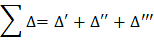 ∑ Δ= Δ′ + Δ″ + Δ‴